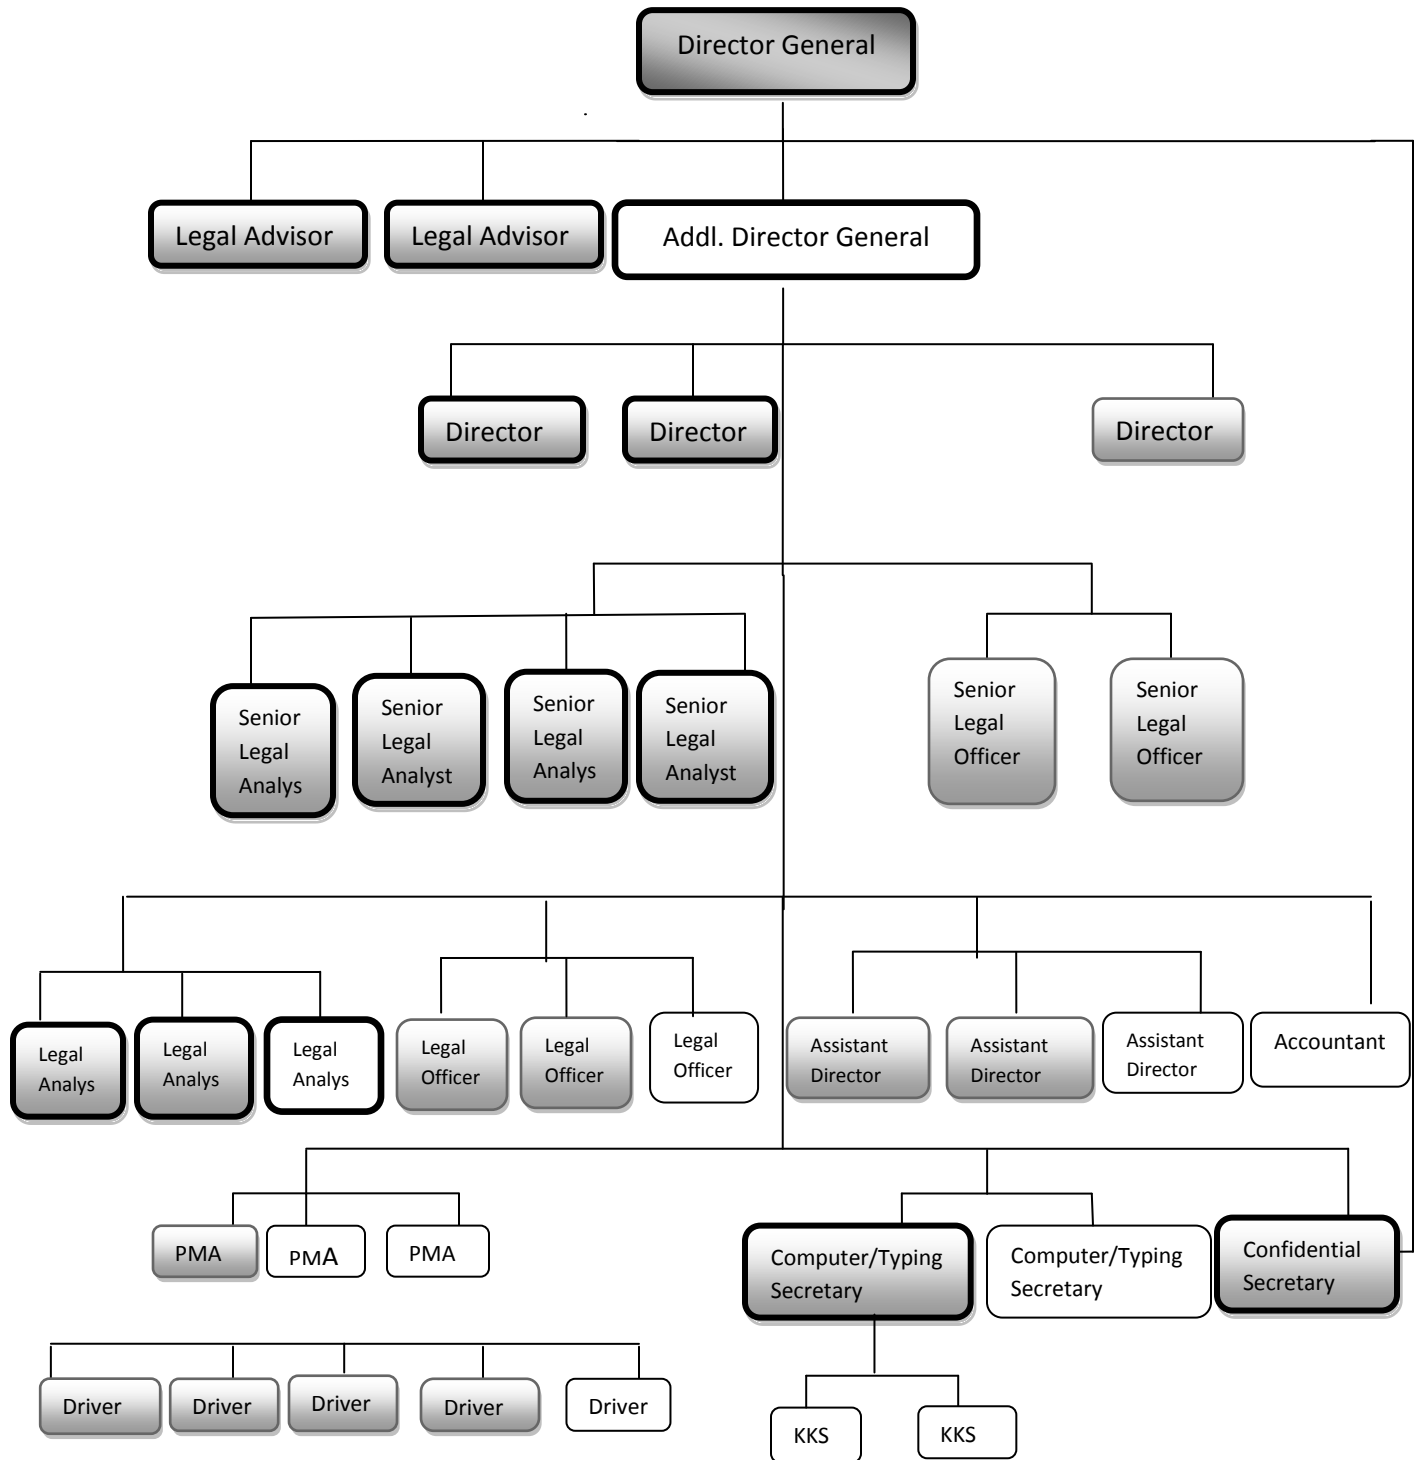 Director General
Legal Advisor
Legal Advisor
Addl. Director General
Director
Director
Director
Senior
Legal
Analys
Senior
Legal
Analyst
Senior
Legal
Analys
Senior
Legal
Analyst
Senior
Legal
Officer
Senior
Legal
Officer
Legal
Analys
Legal
Analys
Legal
Analys
Legal
Officer
Legal
Officer
Legal
Officer
Assistant
Director
Assistant
Director
Assistant
Director
Accountant
PMA
PMA
PMA
Computer/Typing
Secretary
Computer/Typing
Secretary
Confidential
Secretary
Driver
Driver
Driver
Driver
Driver
KKS
KKS